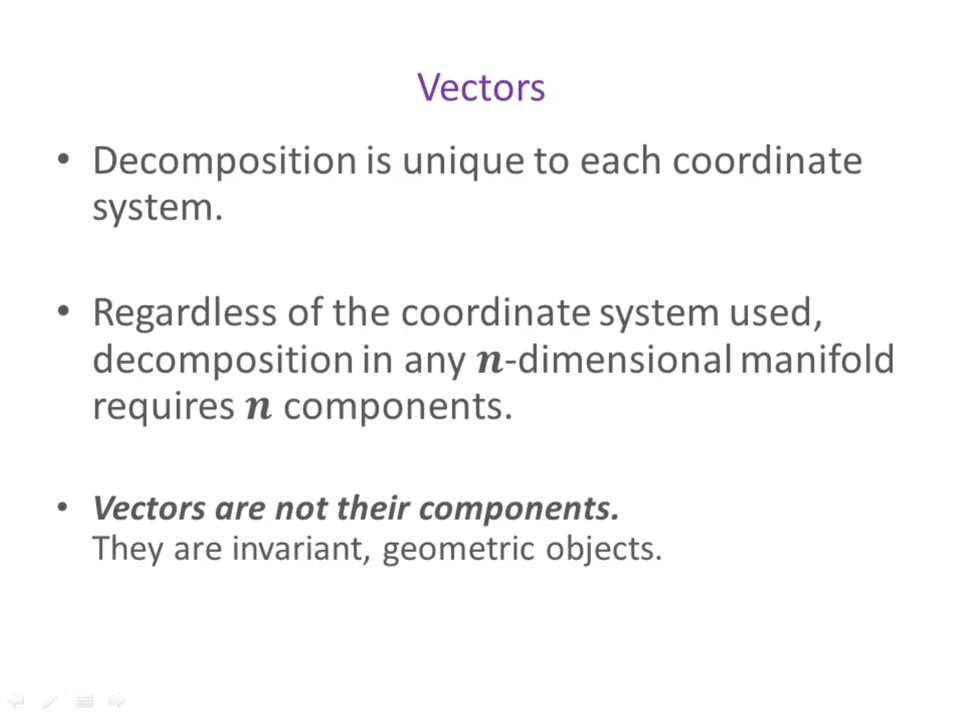 Vectors
• Decomposition is unique to each coordinate
system.
• Regardless of the coordinate system used,
decomposition in any n-dimensional manifold
requires n components.
• Vectors are not their components.
They are invariant, geometric objects.